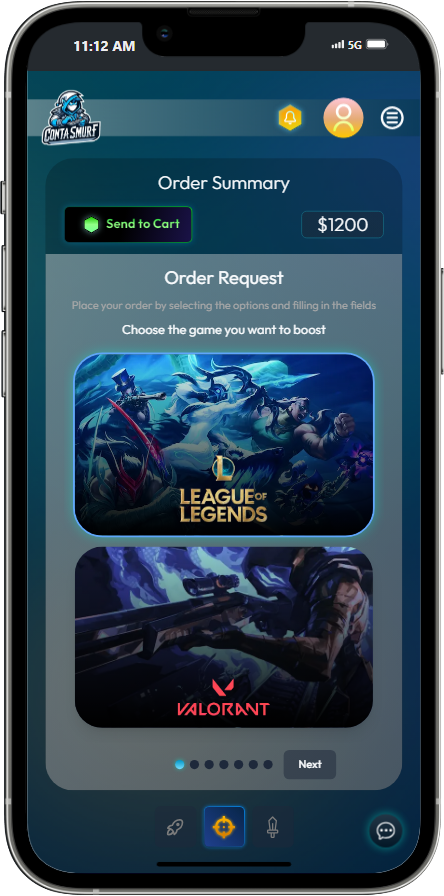 11:12 AM
5G
CONTA SMURF
Order Summary
Send to Cart
$1200
Order Request
Place your order by selecting the options and filling in the fields
Choose the game you want to boost
LEAGUE OF
LEGENDS
VALORANT
Next